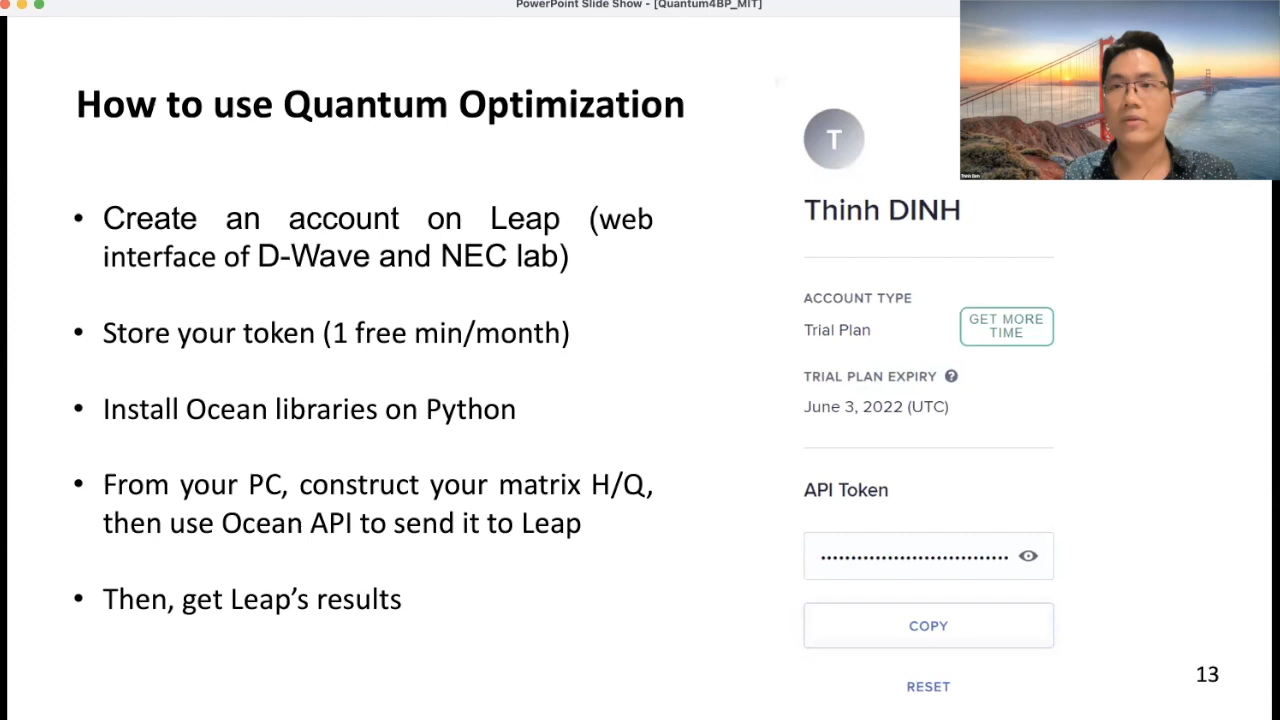 PowerPoint Slide Show - [Quantum4BP_MIT]
How to use Quantum Optimization
• Create an account on Leap (web
interface of D-Wave and NEC lab)
• Store your token (1 free min/month)
• Install Ocean libraries on Python
• From your PC, construct your matrix H/Q,
then use Ocean API to send it to Leap
• Then, get Leap’s results
T
Thinh DINH
ACCOUNT TYPE
Trial Plan
GET MORE
TIME
TRIAL PLAN EXPIRY ?
June 3, 2022 (UTC)
API Token
COPY
RESET
13
Thinh Dinh